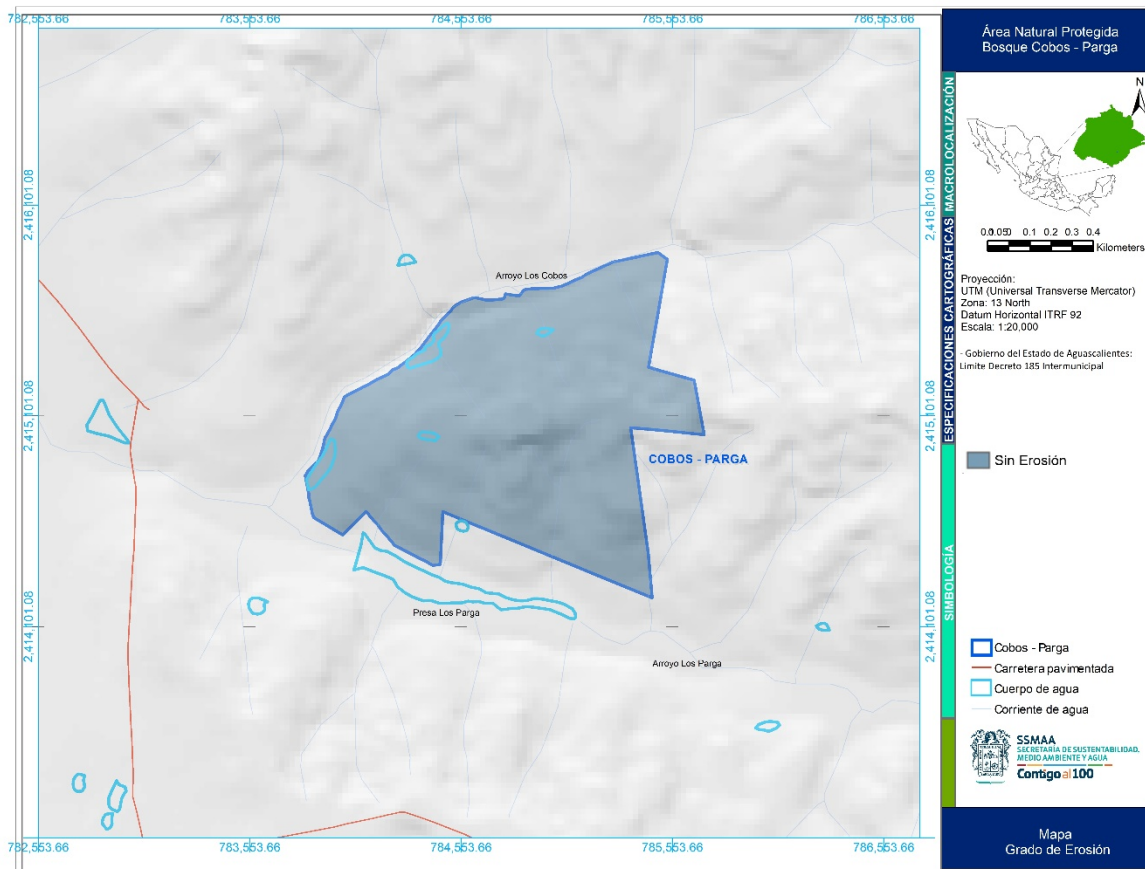 782,553.66
783,553.66
784,553.66
785,553.66
786,553.66
2,416,101.08
2,416,101.08
2,415,101.08
2,415,101.08
2,414,101.08
2,414,101.08
Arroyo Los Cobos
COBOS - PARGA
Presa Los Parga
Arroyo Los Parga
782,553.66
783,553.66
784,553.66
785,553.66
786,553.66
Área Natural Protegida
Bosque Cobos - Parga
MACROLOCALIZACIÓN
N
0.1 0.2 0.3 0.4
Kilometers
ESPECIFICACIONES CARTOGRÁFICAS
Proyección:
UTM (Universal Transverse Mercator)
Zona: 13 North
Datum Horizontal ITRF 92
Escala: 1:20,000
- Gobierno del Estado de Aguascalientes:
Limite Decreto 185 Intermunicipal
SIMBOLOGÍA
Sin Erosión
Cobos - Parga
Carretera pavimentada
Cuerpo de agua
Corriente de agua
SSMAA
SECRETARÍA DE SUSTENTABILIDAD,
MEDIO AMBIENTE Y AGUA
Contigo al 100
Mapa
Grado de Erosión